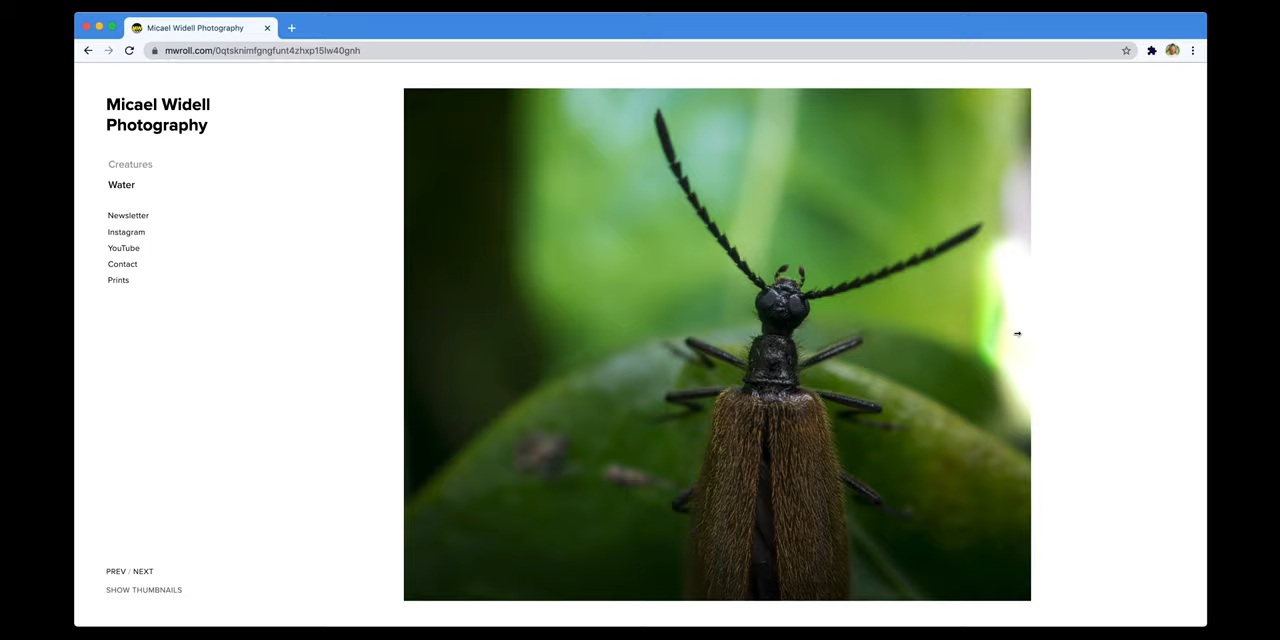 Micael Widell Photography
mwroll.com/0qtsknimfgngfunt4zhxp15lw40gnh
Micael Widell
Photography
Creatures
Water
Newsletter
Instagram
YouTube
Contact
Prints
PREV / NEXT
SHOW THUMBNAILS